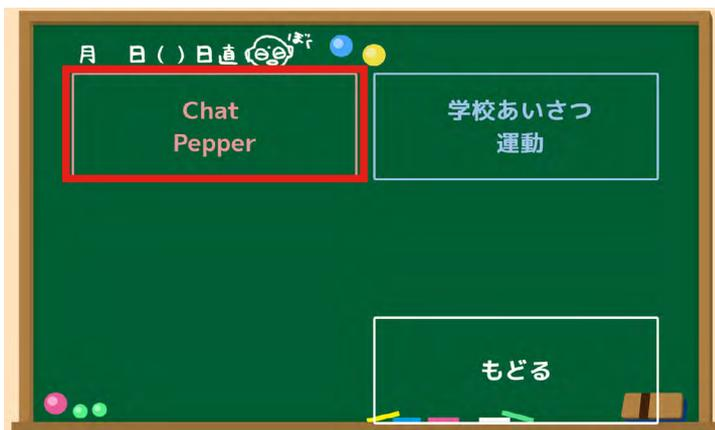 月 日( )日直 ぼく
Chat
Pepper
学校あいさつ
運動
もどる